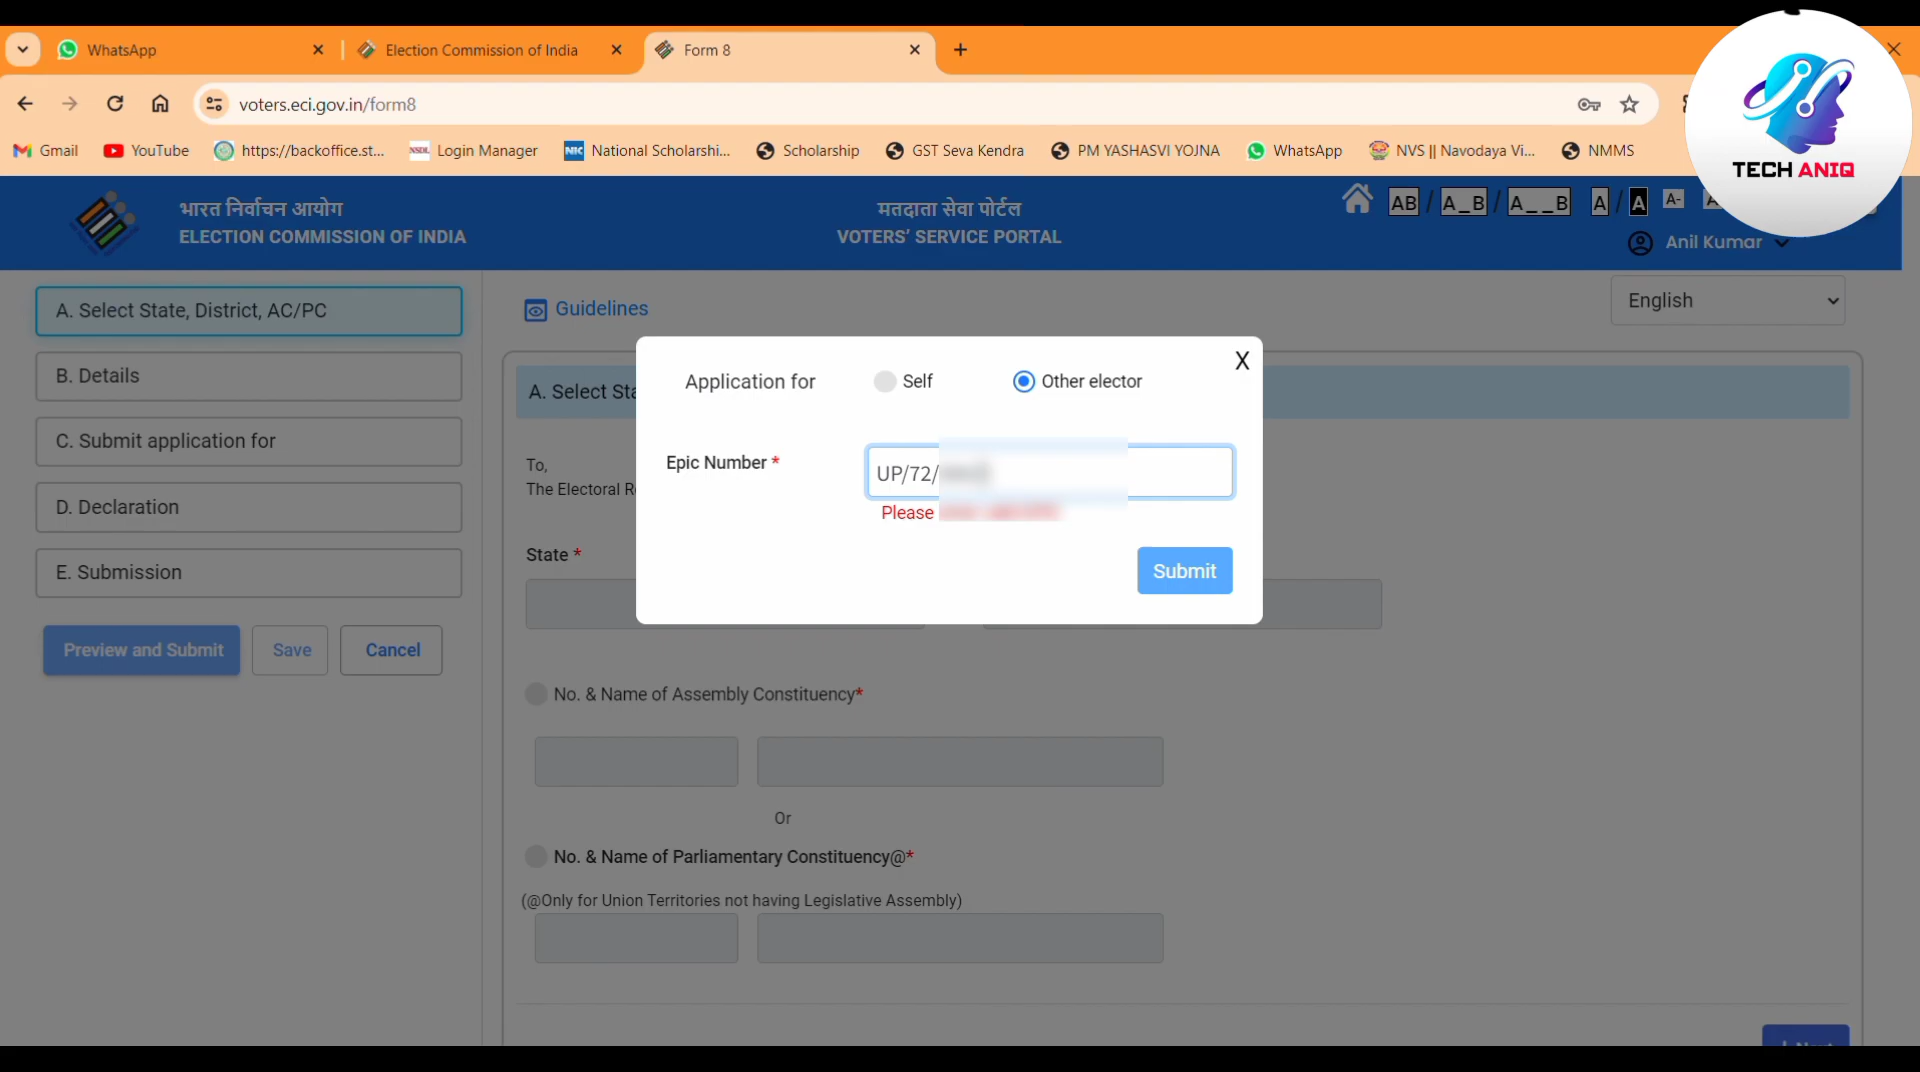 WhatsApp
Election Commission of India
Form 8
voters.eci.gov.in/form8
Gmail
YouTube
https://backoffice.st...
NSDL Login Manager
NIC National Scholarshi...
Scholarship
GST Seva Kendra
PM YASHASVI YOJNA
WhatsApp
NVS || Navodaya Vi...
NMMS
TECH ANIQ
भारत निर्वाचन आयोग
ELECTION COMMISSION OF INDIA
मतदाता सेवा पोर्टल
VOTERS' SERVICE PORTAL
AB / A_B / A__B A / A A-
Anil Kumar
A. Select State, District, AC/PC
B. Details
C. Submit application for
D. Declaration
E. Submission
Preview and Submit
Save
Cancel
Guidelines
English
A. Select Sta
To,
The Electoral R
State *
X
Application for
Self
Other elector
Epic Number *
UP/72/
Please
Submit
No. & Name of Assembly Constituency*
Or
No. & Name of Parliamentary Constituency@*
(@Only for Union Territories not having Legislative Assembly)